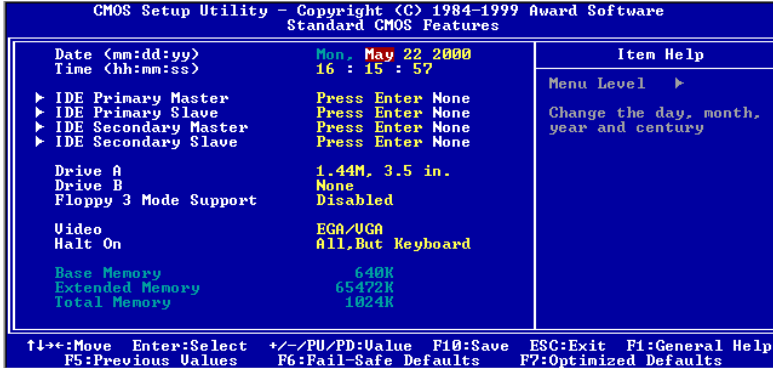 CMOS Setup Utility - Copyright (C) 1984-1999 Award Software
Standard CMOS Features
Date (mm:dd:yy) Mon, May 22 2000
Time (hh:mm:ss) 16 : 15 : 57
IDE Primary Master Press Enter None
IDE Primary Slave Press Enter None
IDE Secondary Master Press Enter None
IDE Secondary Slave Press Enter None
Drive A 1.44M, 3.5 in.
Drive B None
Floppy 3 Mode Support Disabled
Video EGA/VGA
Halt On All,But Keyboard
Base Memory 640K
Extended Memory 65472K
Total Memory 1024K
Item Help
Menu Level ▶
Change the day, month,
year and century
↑↓→←:Move Enter:Select +/-/PU/PD:Value F10:Save ESC:Exit F1:General Help
F5:Previous Values F6:Fail-Safe Defaults F7:Optimized Defaults